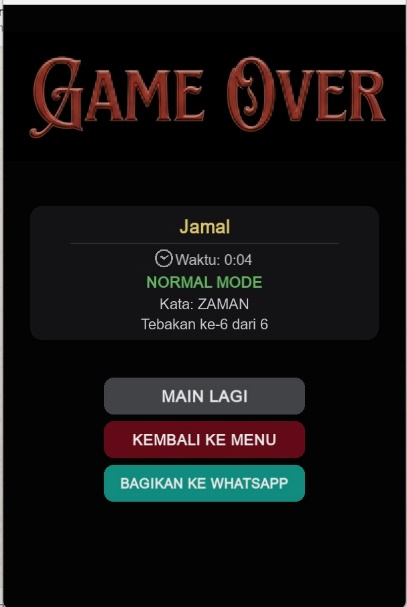 GAME OVER
Jamal
Waktu: 0:04
NORMAL MODE
Kata: ZAMAN
Tebakan ke-6 dari 6
MAIN LAGI
KEMBALI KE MENU
BAGIKAN KE WHATSAPP